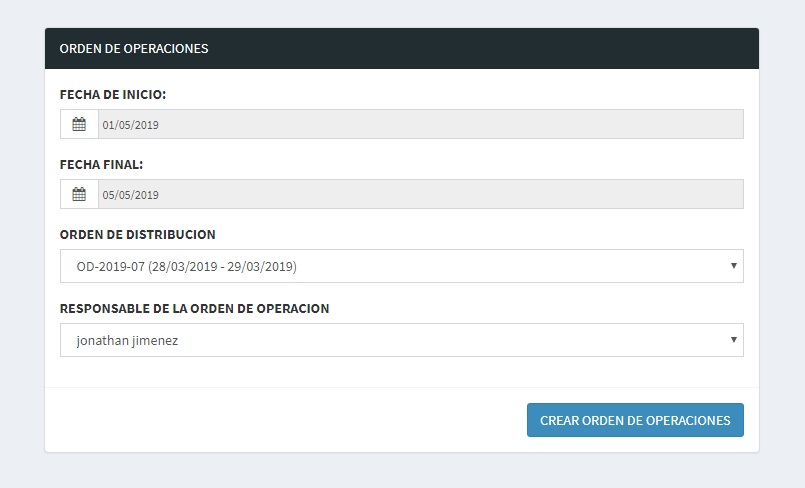 ORDEN DE OPERACIONES
FECHA DE INICIO:
01/05/2019
FECHA FINAL:
05/05/2019
ORDEN DE DISTRIBUCION
OD-2019-07 (28/03/2019 - 29/03/2019)
RESPONSABLE DE LA ORDEN DE OPERACION
jonathan jimenez
CREAR ORDEN DE OPERACIONES